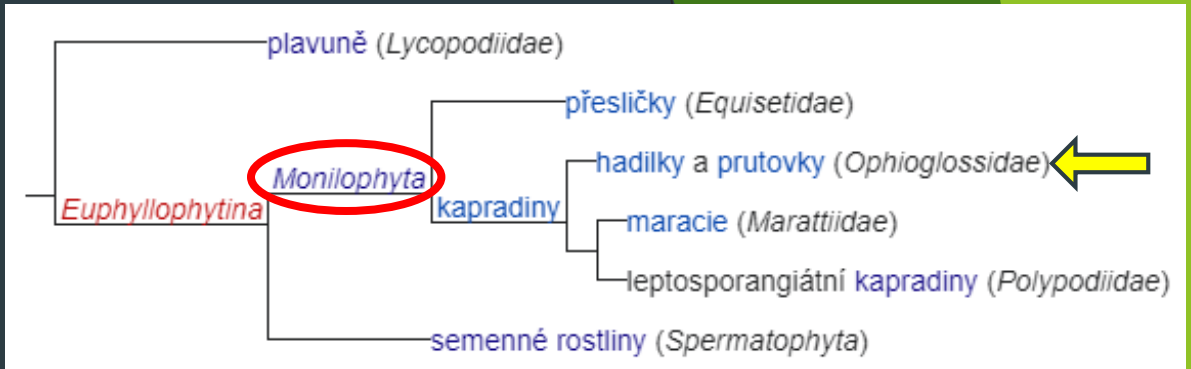 plavuně (Lycopodiidae)
přesličky (Equisetidae)
hadilky a prutovky (Ophioglossidae)
Monilophyta
Euphyllophytina
kapradiny
maracie (Marattiidae)
leptosporangiátní kapradiny (Polypodiidae)
semenné rostliny (Spermatophyta)